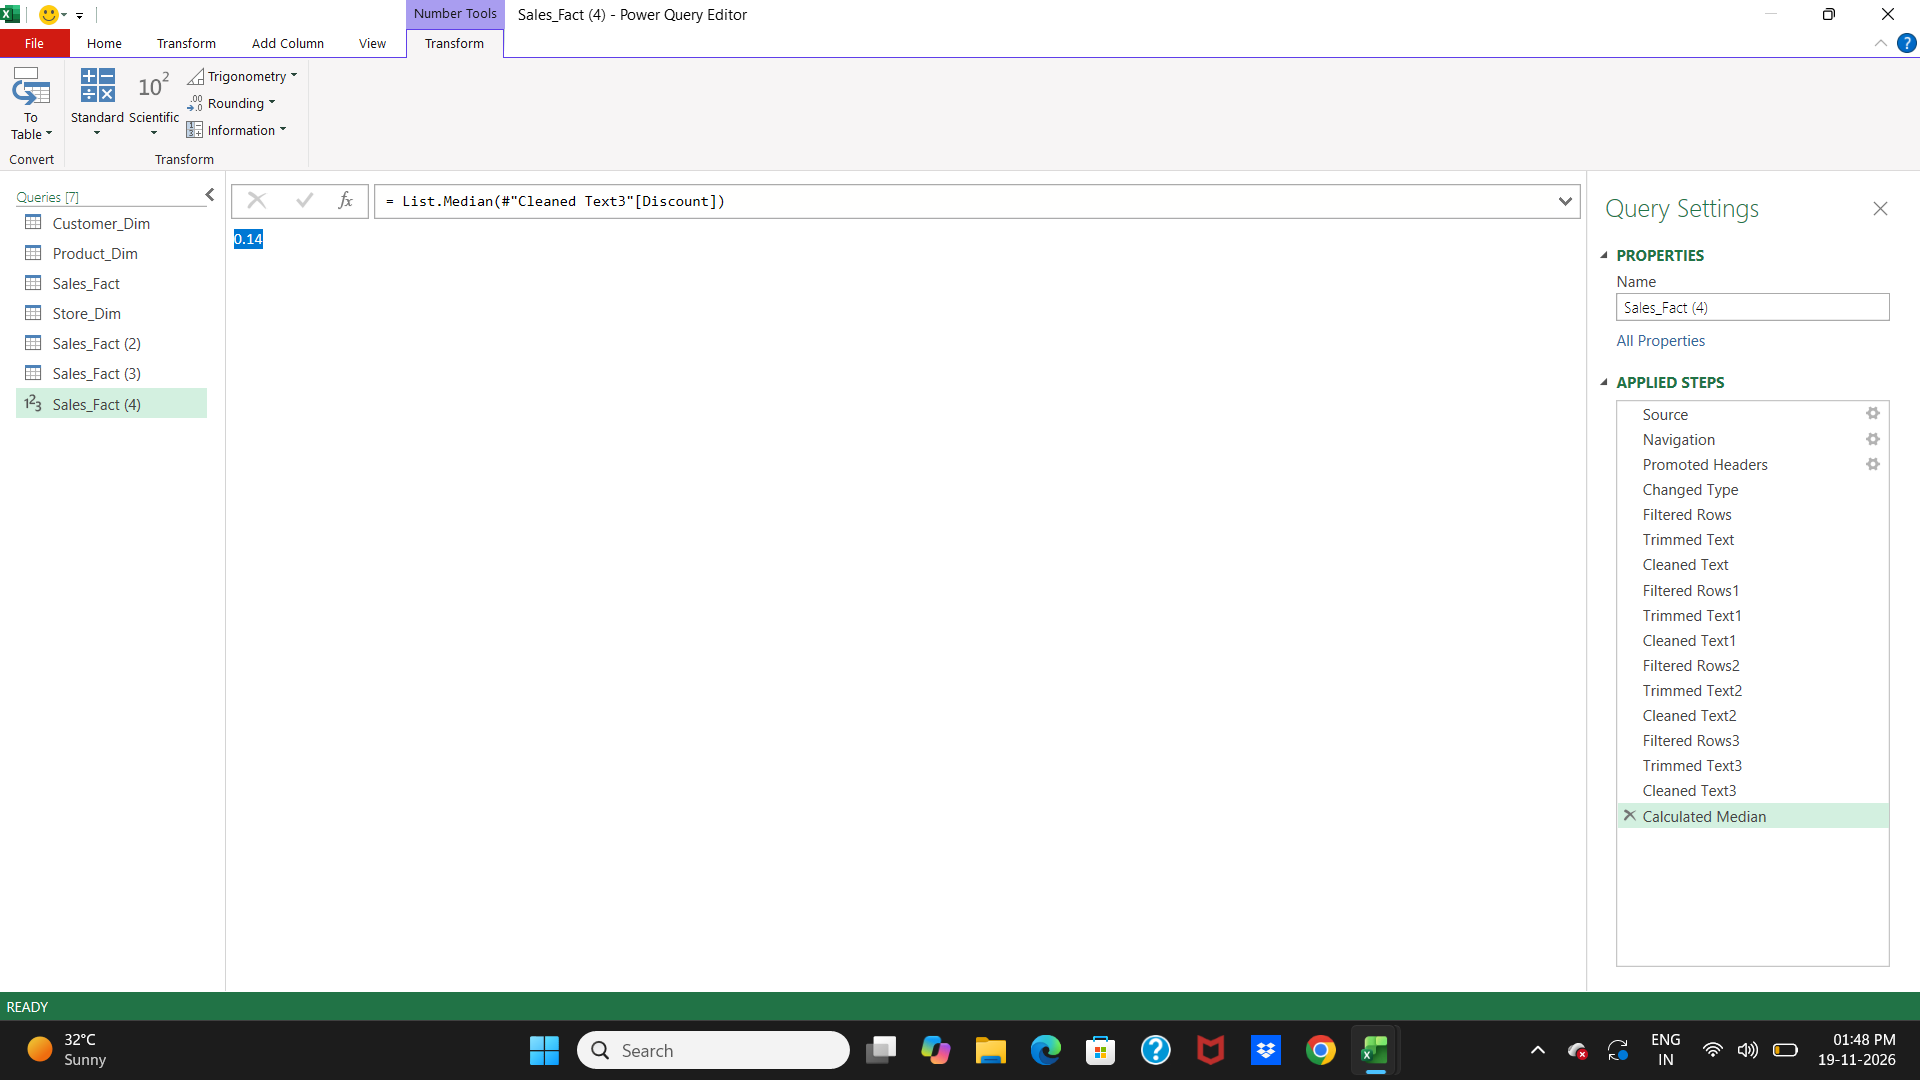 Number Tools
Sales_Fact (4) - Power Query Editor
File
Home
Transform
Add Column
View
Transform
To
Table
Standard
10²
Scientific
Trigonometry
.00
.0
Rounding
Information
Convert
Transform
Queries [7]
Customer_Dim
Product_Dim
Sales_Fact
Store_Dim
Sales_Fact (2)
Sales_Fact (3)
1²3 Sales_Fact (4)
fx
= List.Median(#"Cleaned Text3"[Discount])
0.14
Query Settings
PROPERTIES
Name
Sales_Fact (4)
All Properties
APPLIED STEPS
Source
Navigation
Promoted Headers
Changed Type
Filtered Rows
Trimmed Text
Cleaned Text
Filtered Rows1
Trimmed Text1
Cleaned Text1
Filtered Rows2
Trimmed Text2
Cleaned Text2
Filtered Rows3
Trimmed Text3
Cleaned Text3
Calculated Median
READY
32°C
Sunny
Search
ENG
IN
01:48 PM
19-11-2026